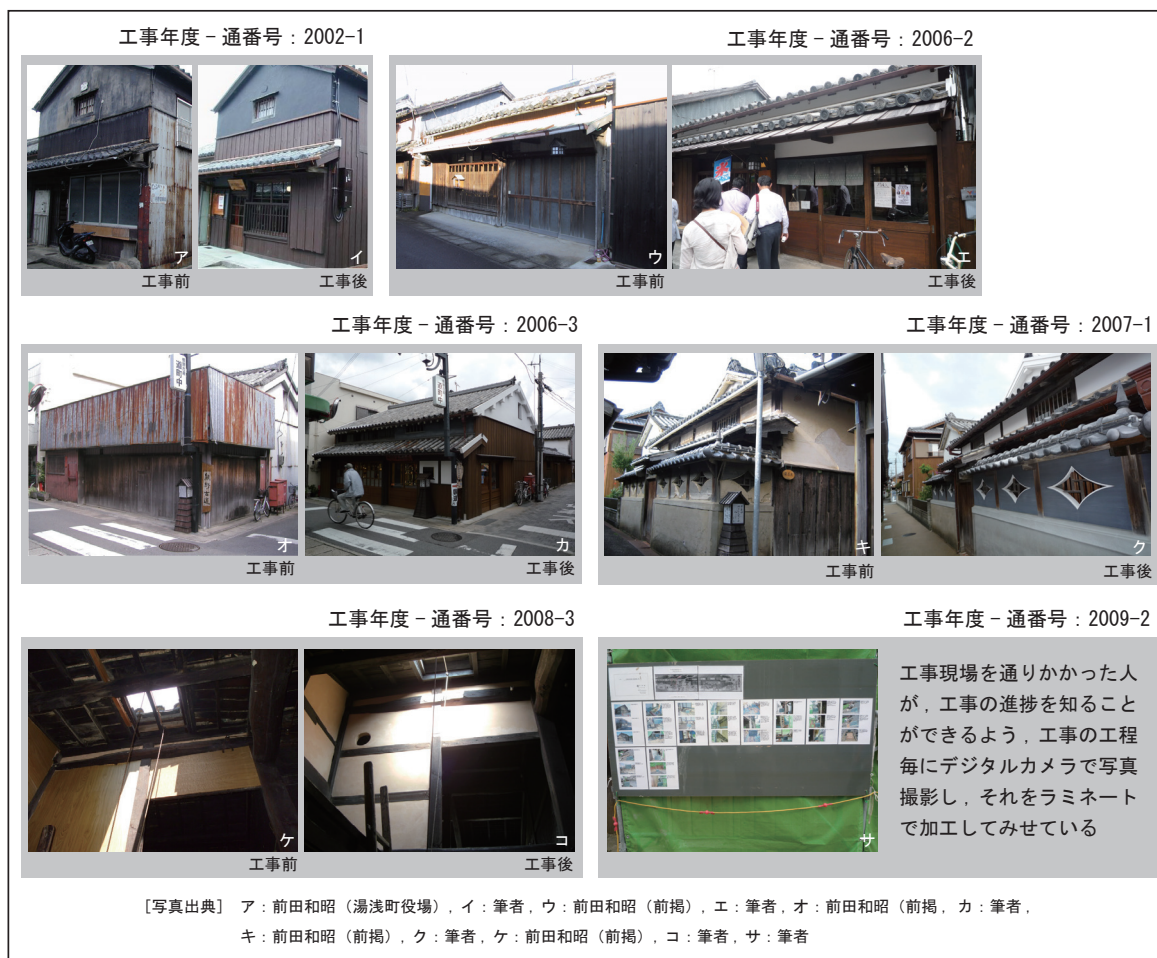 工事年度－通番号：2002-1
工事年度－通番号：2006-2
ア
イ
ウ
エ
工事前
工事後
工事前
工事後
工事年度－通番号：2006-3
工事年度－通番号：2007-1
オ
カ
キ
ク
工事前
工事後
工事前
工事後
工事年度－通番号：2008-3
工事年度－通番号：2009-2
ケ
コ
サ
工事前
工事後
工事現場を通りかかった人
が，工事の進捗を知ること
ができるよう，工事の工程
毎にデジタルカメラで写真
撮影し，それをラミネート
で加工してみせている
［写真出典］ ア：前田和昭（湯浅町役場），イ：筆者，ウ：前田和昭（前掲），エ：筆者，オ：前田和昭（前掲，カ：筆者，
キ：前田和昭（前掲），ク：筆者，ケ：前田和昭（前掲），コ：筆者，サ：筆者